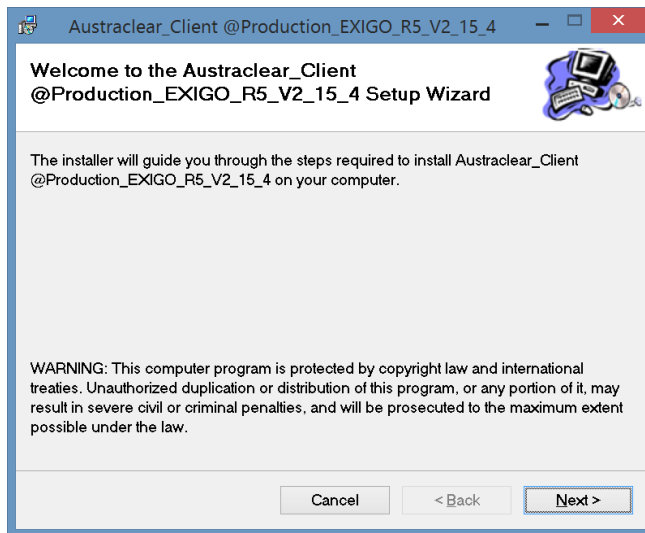 Austraclear_Client @Production_EXIGO_R5_V2_15_4
Welcome to the Austraclear_Client
@Production_EXIGO_R5_V2_15_4 Setup Wizard
The installer will guide you through the steps required to install Austraclear_Client
@Production_EXIGO_R5_V2_15_4 on your computer.
WARNING: This computer program is protected by copyright law and international
treaties. Unauthorized duplication or distribution of this program, or any portion of it, may
result in severe civil or criminal penalties, and will be prosecuted to the maximum extent
possible under the law.
Cancel
< Back
Next >